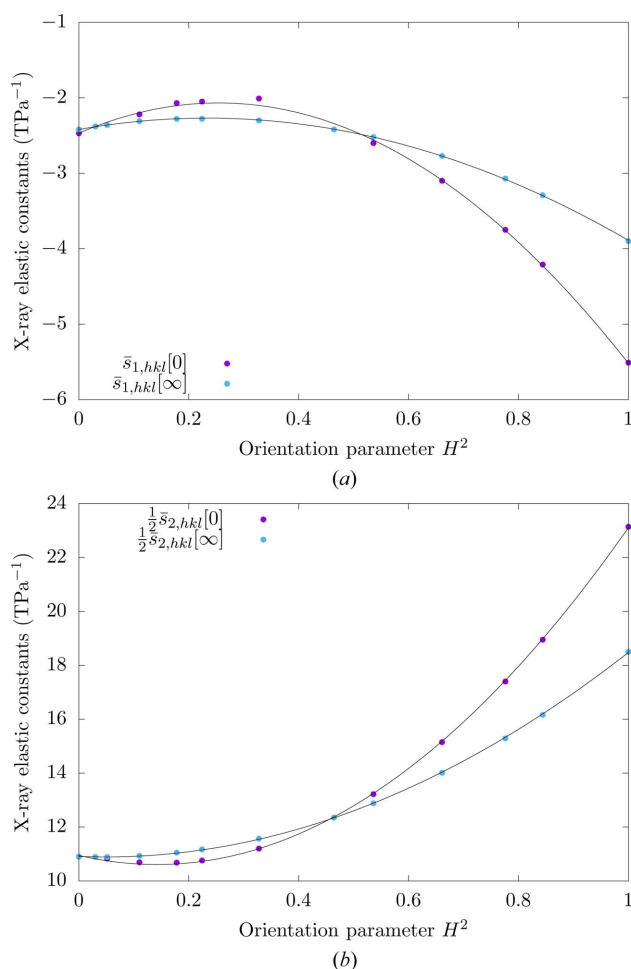 −1
−2
−3
−4
−5
−6
X-ray elastic constants (TPa⁻¹)
s̄₁,hkl[0]
s̄₁,hkl[∞]
0 0.2 0.4 0.6 0.8 1
Orientation parameter H²
(a)
24
22
20
18
16
14
12
10
X-ray elastic constants (TPa⁻¹)
½s̄₂,hkl[0]
½s̄₂,hkl[∞]
0 0.2 0.4 0.6 0.8 1
Orientation parameter H²
(b)